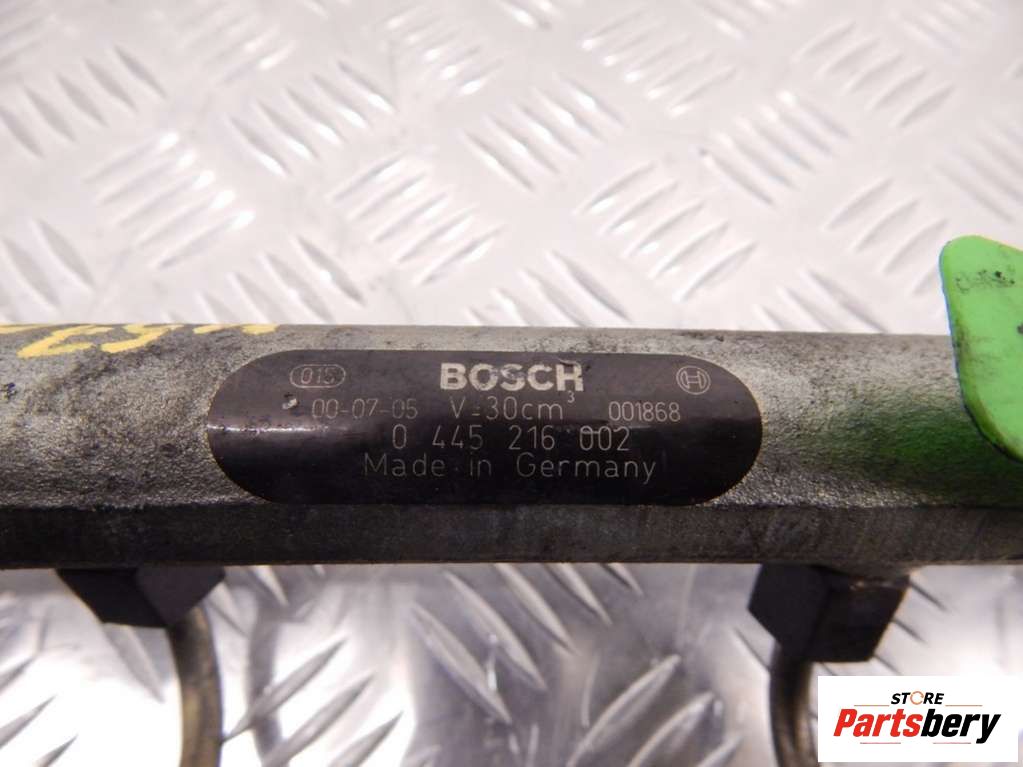 015 BOSCH
00-07-05 V=30cm³ 001868
0 445 216 002
Made in Germany
STORE
Partsbery